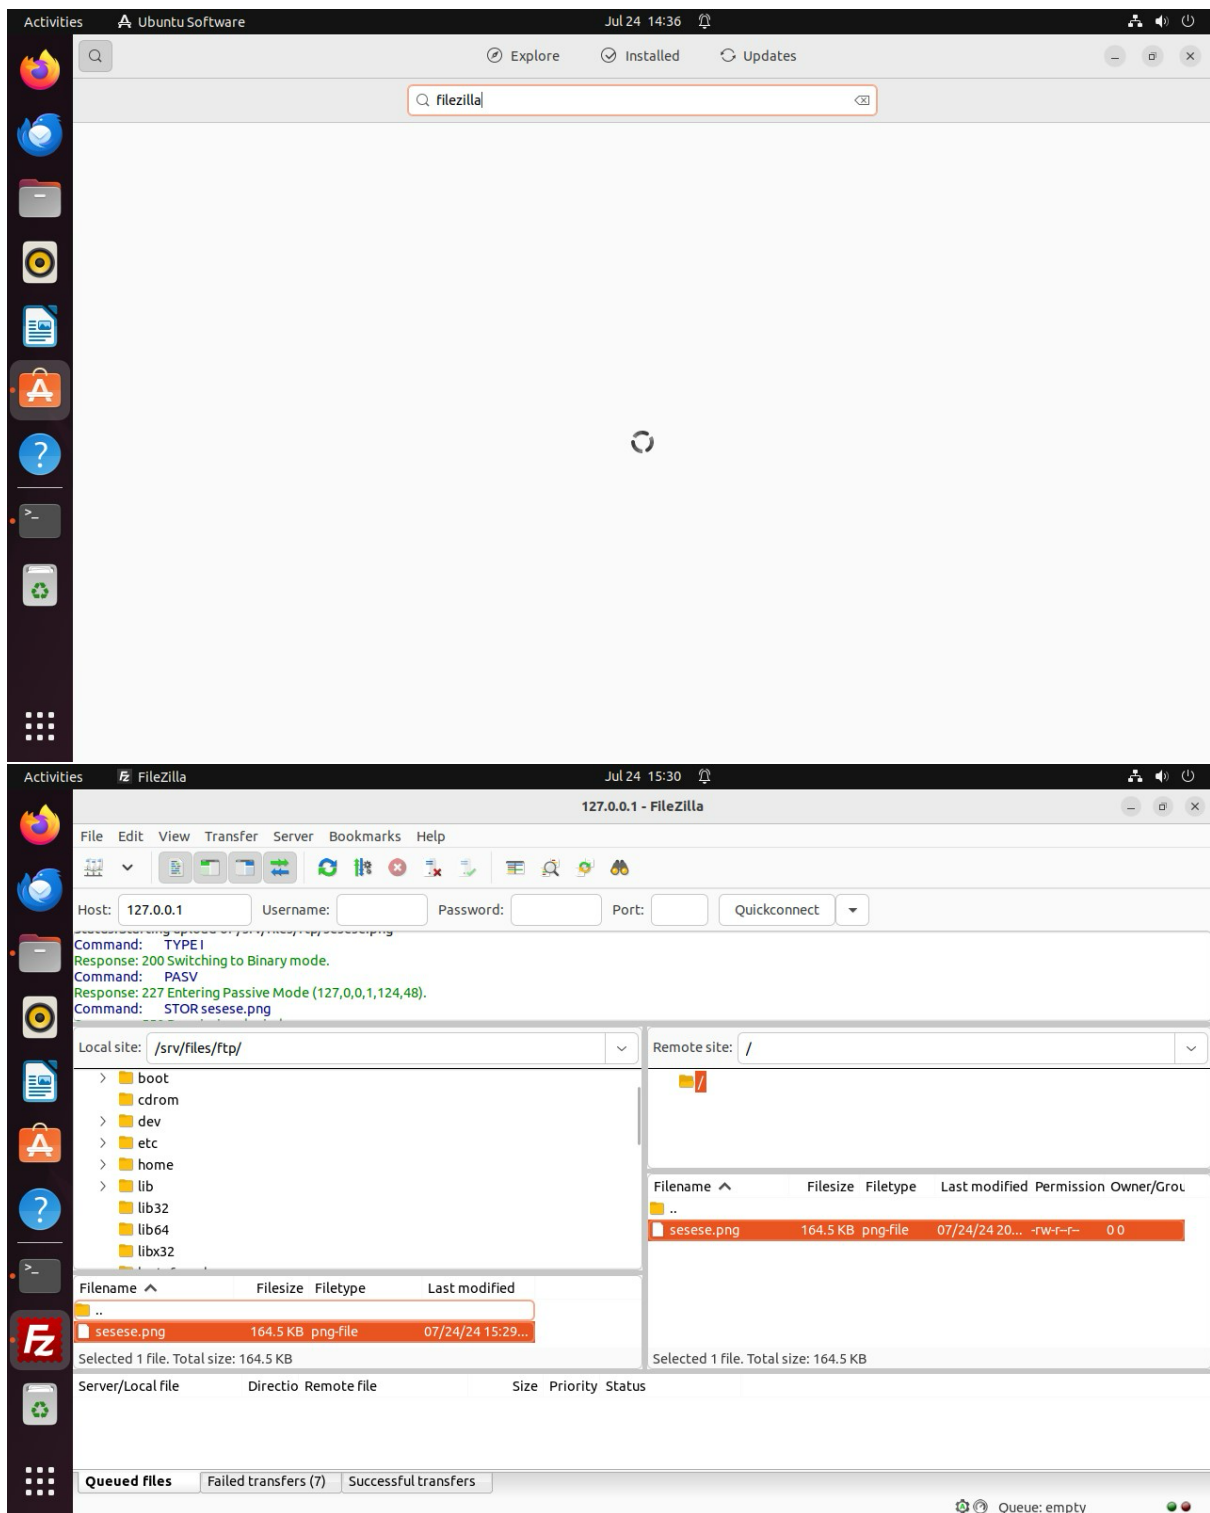 Activities Ubuntu Software Jul 24 14:36
Explore Installed Updates
filezilla
Activities FileZilla Jul 24 15:30
127.0.0.1 - FileZilla
File Edit View Transfer Server Bookmarks Help
Host: 127.0.0.1 Username: Password: Port: Quickconnect
Command: TYPE I
Response: 200 Switching to Binary mode.
Command: PASV
Response: 227 Entering Passive Mode (127,0,0,1,124,48).
Command: STOR sesese.png
Local site: /srv/files/ftp/
Remote site: /
boot
cdrom
dev
etc
home
lib
lib32
lib64
libx32
/
Filename Filesize Filetype Last modified Permission Owner/Grou
..
sesese.png 164.5 KB png-file 07/24/24 20... -rw-r--r-- 0 0
Selected 1 file. Total size: 164.5 KB
Filename Filesize Filetype Last modified
..
sesese.png 164.5 KB png-file 07/24/24 15:29...
Selected 1 file. Total size: 164.5 KB
Server/Local file Directio Remote file Size Priority Status
Queued files Failed transfers (7) Successful transfers
Queue: empty